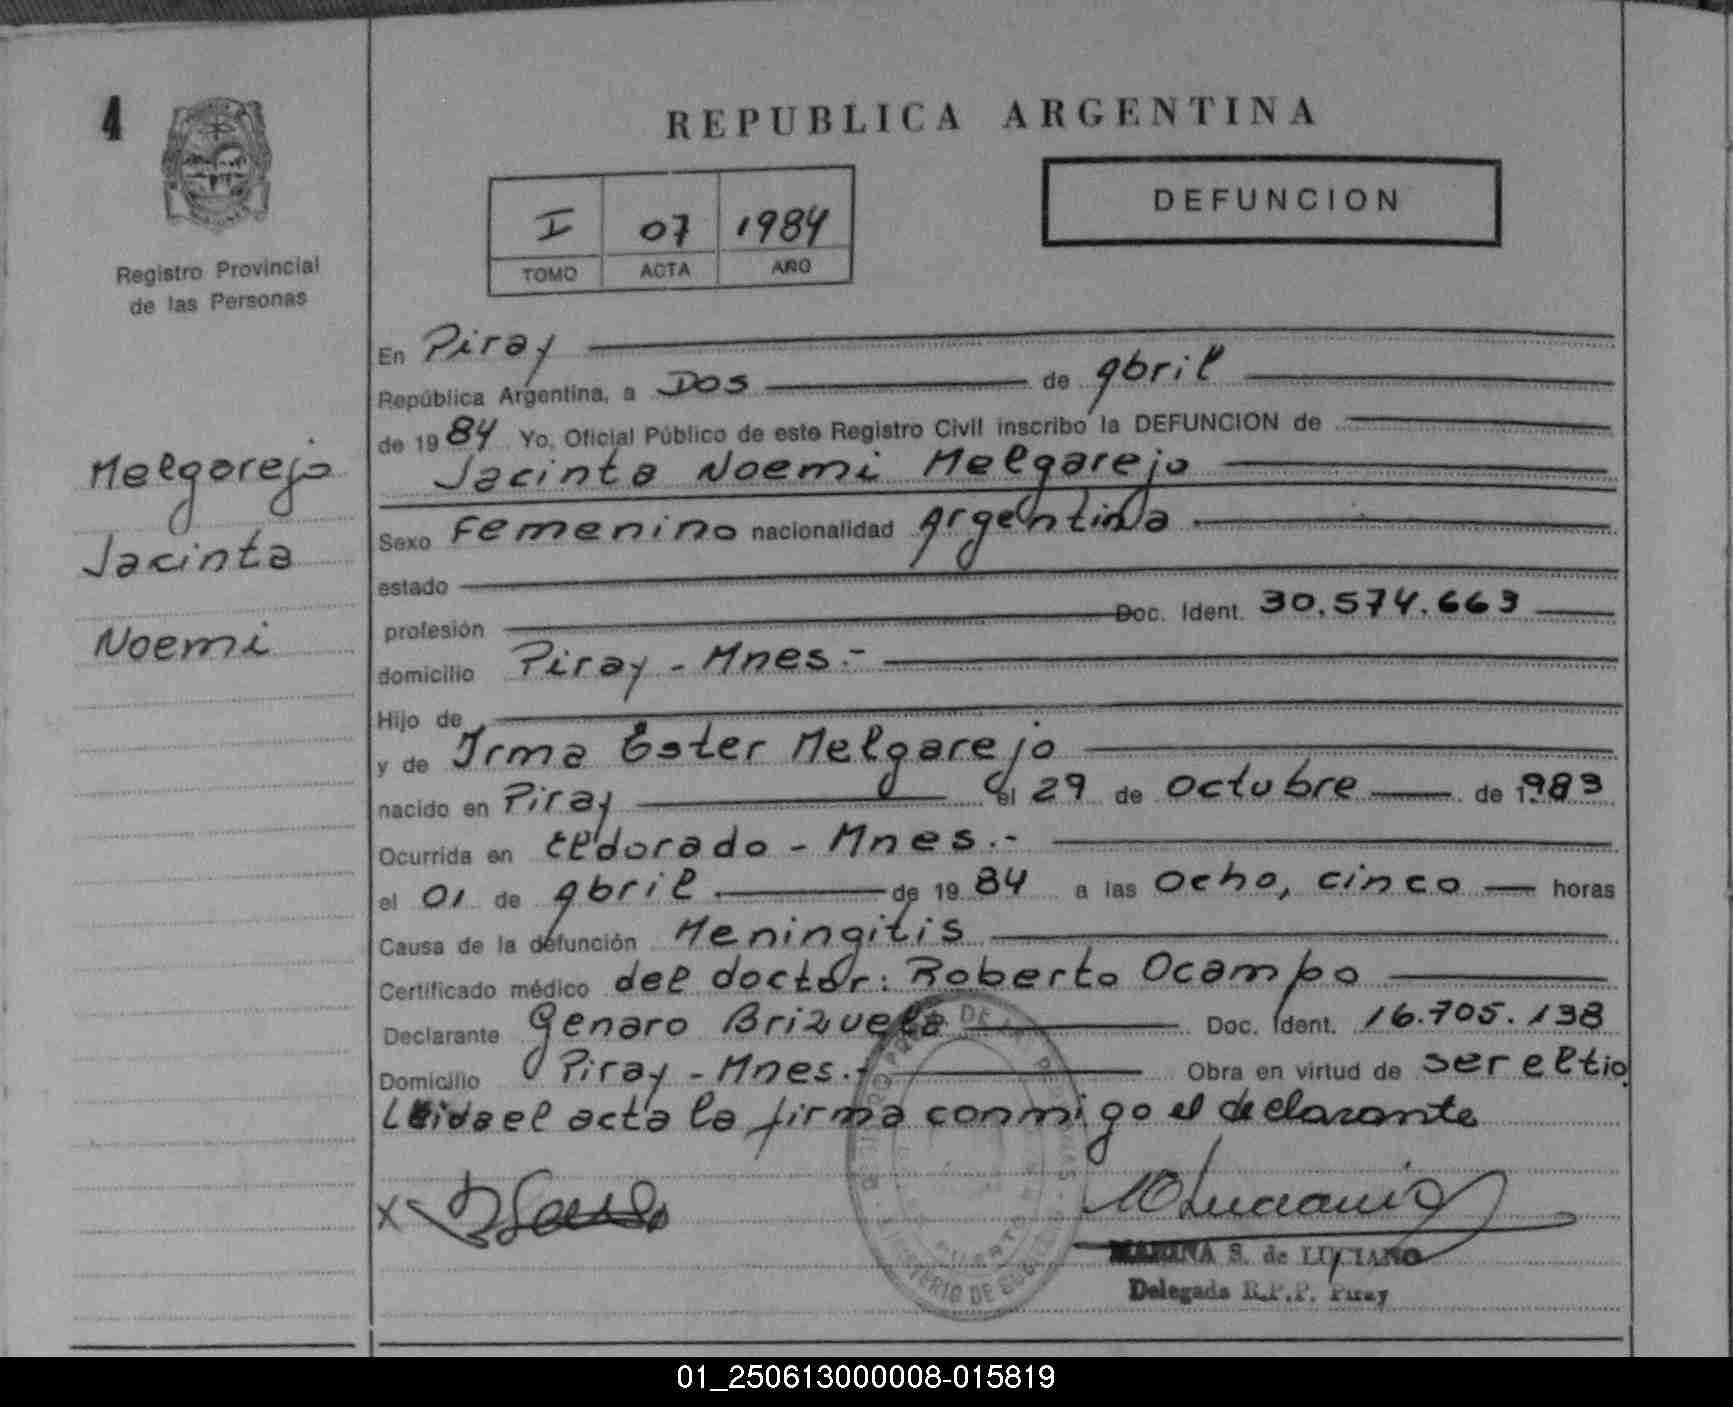 4
REPUBLICA ARGENTINA
I 07 1984
TOMO ACTA AÑO
DEFUNCION
Registro Provincial
de las Personas
Melgarejo
Jacinta
Noemi
En Piray
República Argentina, a Dos de abril
de 1984 Yo, Oficial Público de este Registro Civil inscribo la DEFUNCION de
Jacinta Noemi Melgarejo
Sexo Femenino nacionalidad Argentina
estado
profesión Doc. Ident. 30.574.663
domicilio Piray - Mnes.-
Hijo de
y de Irma Ester Melgarejo
nacido en Piray el 29 de octubre de 1983
Ocurrida en Eldorado - Mnes.-
el 01 de abril de 1984 a las ocho, cinco horas
Causa de la defunción Meningitis
Certificado médico del doctor: Roberto Ocampo
Declarante Genaro Brizuela Doc. Ident. 16.705.138
Domicilio Piray - Mnes.- Obra en virtud de ser el tio
Leida el acta la firma conmigo el declarante
MARINA S. de LUCIANO
Delegada R.P.P. Piray
01_250613000008-015819